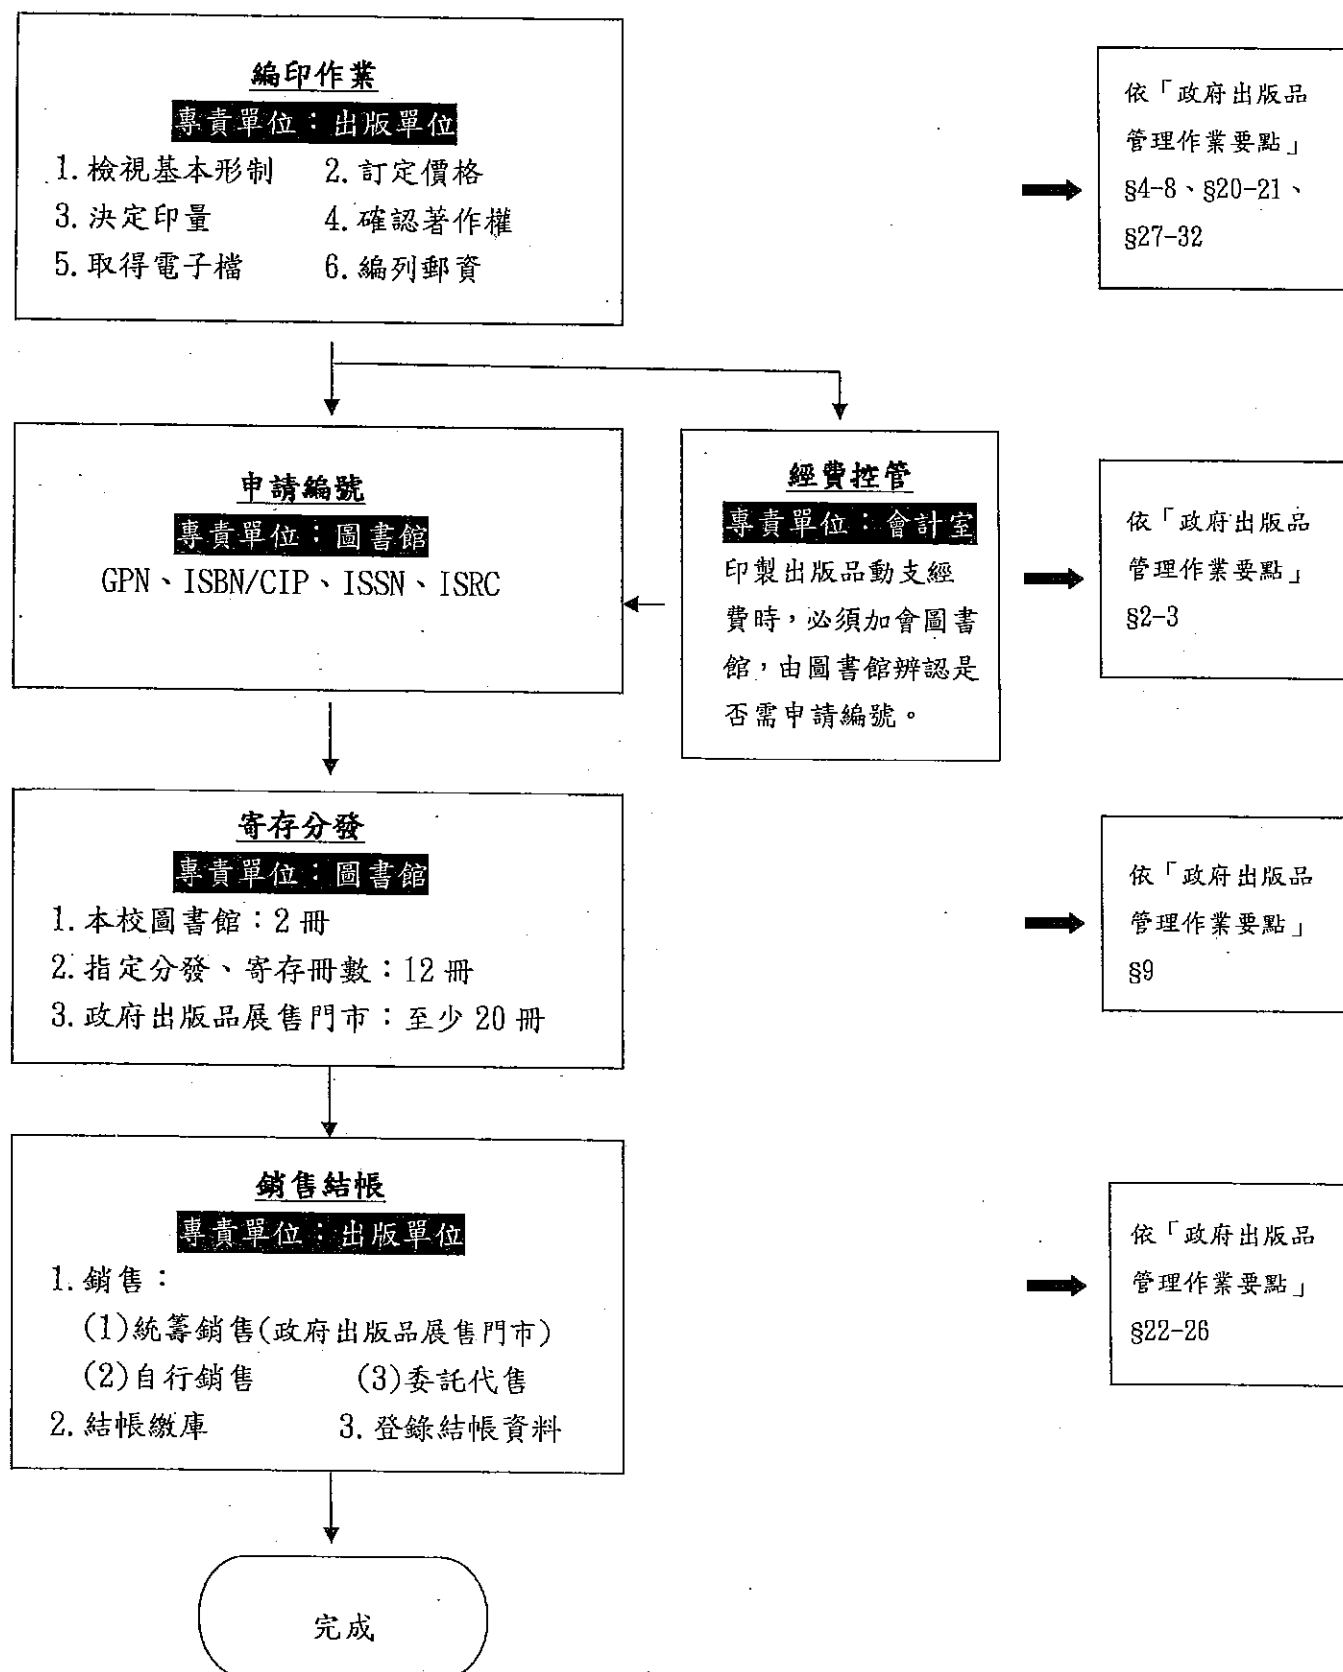 編印作業
專責單位：出版單位
1.檢視基本形制 2.訂定價格
3.決定印量 4.確認著作權
5.取得電子檔 6.編列郵資
依「政府出版品
管理作業要點」
§4-8、§20-21、
§27-32
申請編號
專責單位：圖書館
GPN、ISBN/CIP、ISSN、ISRC
經費控管
專責單位：會計室
印製出版品動支經
費時，必須加會圖書
館，由圖書館辨認是
否需申請編號。
依「政府出版品
管理作業要點」
§2-3
寄存分發
專責單位：圖書館
1.本校圖書館：2 冊
2.指定分發、寄存冊數：12 冊
3.政府出版品展售門市：至少 20 冊
依「政府出版品
管理作業要點」
§9
銷售結帳
專責單位：出版單位
1.銷售：
(1)統籌銷售(政府出版品展售門市)
(2)自行銷售 (3)委託代售
2.結帳繳庫 3.登錄結帳資料
依「政府出版品
管理作業要點」
§22-26
完成